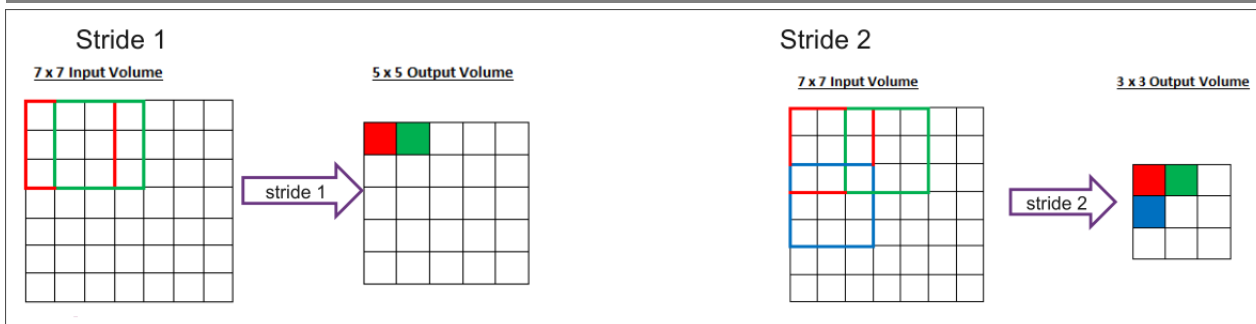 Stride 1
7 x 7 Input Volume
5 x 5 Output Volume
stride 1
Stride 2
7 x 7 Input Volume
3 x 3 Output Volume
stride 2